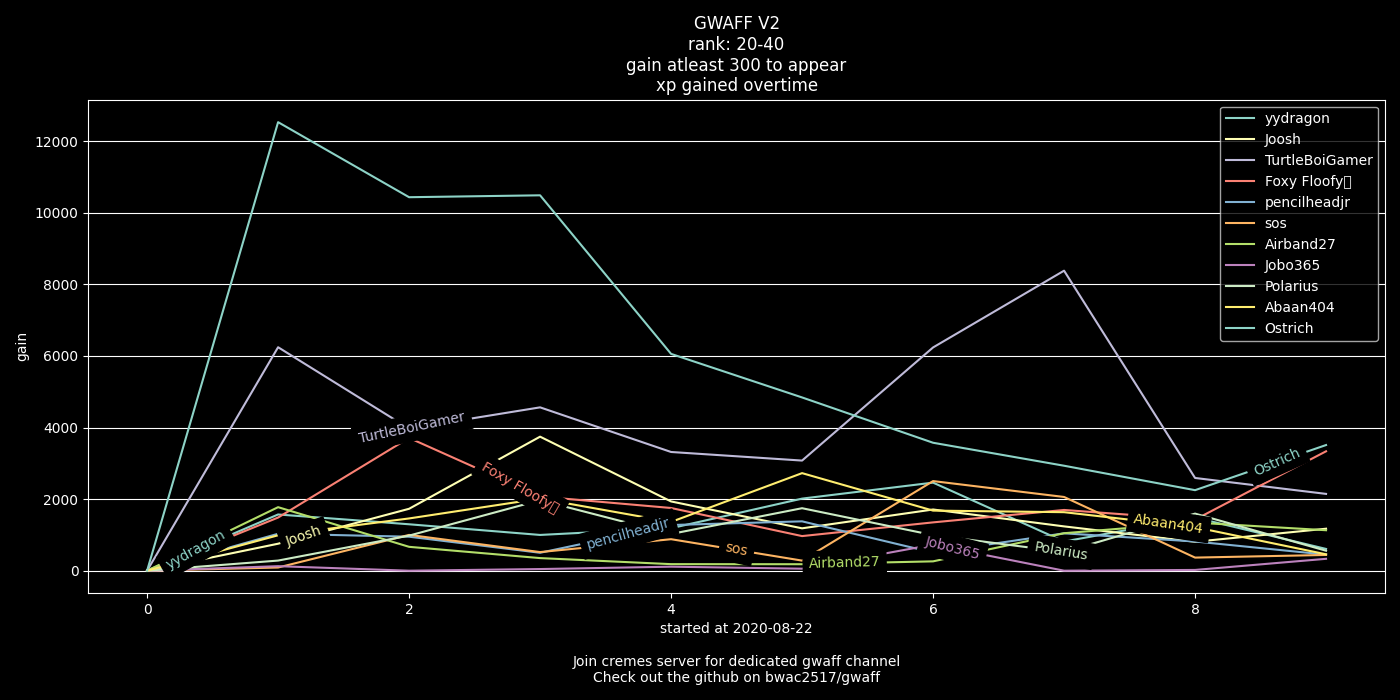 GWAFF V2
rank: 20-40
gain atleast 300 to appear
xp gained overtime
gain
12000
10000
8000
6000
4000
2000
0
yydragon
Joosh
TurtleBoiGamer
Foxy Floofy▯
pencilheadjr
sos
Airband27
Jobo365
Polarius
Abaan404
Ostrich
TurtleBoiGamer
Foxy Floofy▯
Ostrich
yydragon
Joosh
pencilheadjr
sos
Airband27
Jobo365
Polarius
Abaan404
0
2
4
6
8
started at 2020-08-22
Join cremes server for dedicated gwaff channel
Check out the github on bwac2517/gwaff